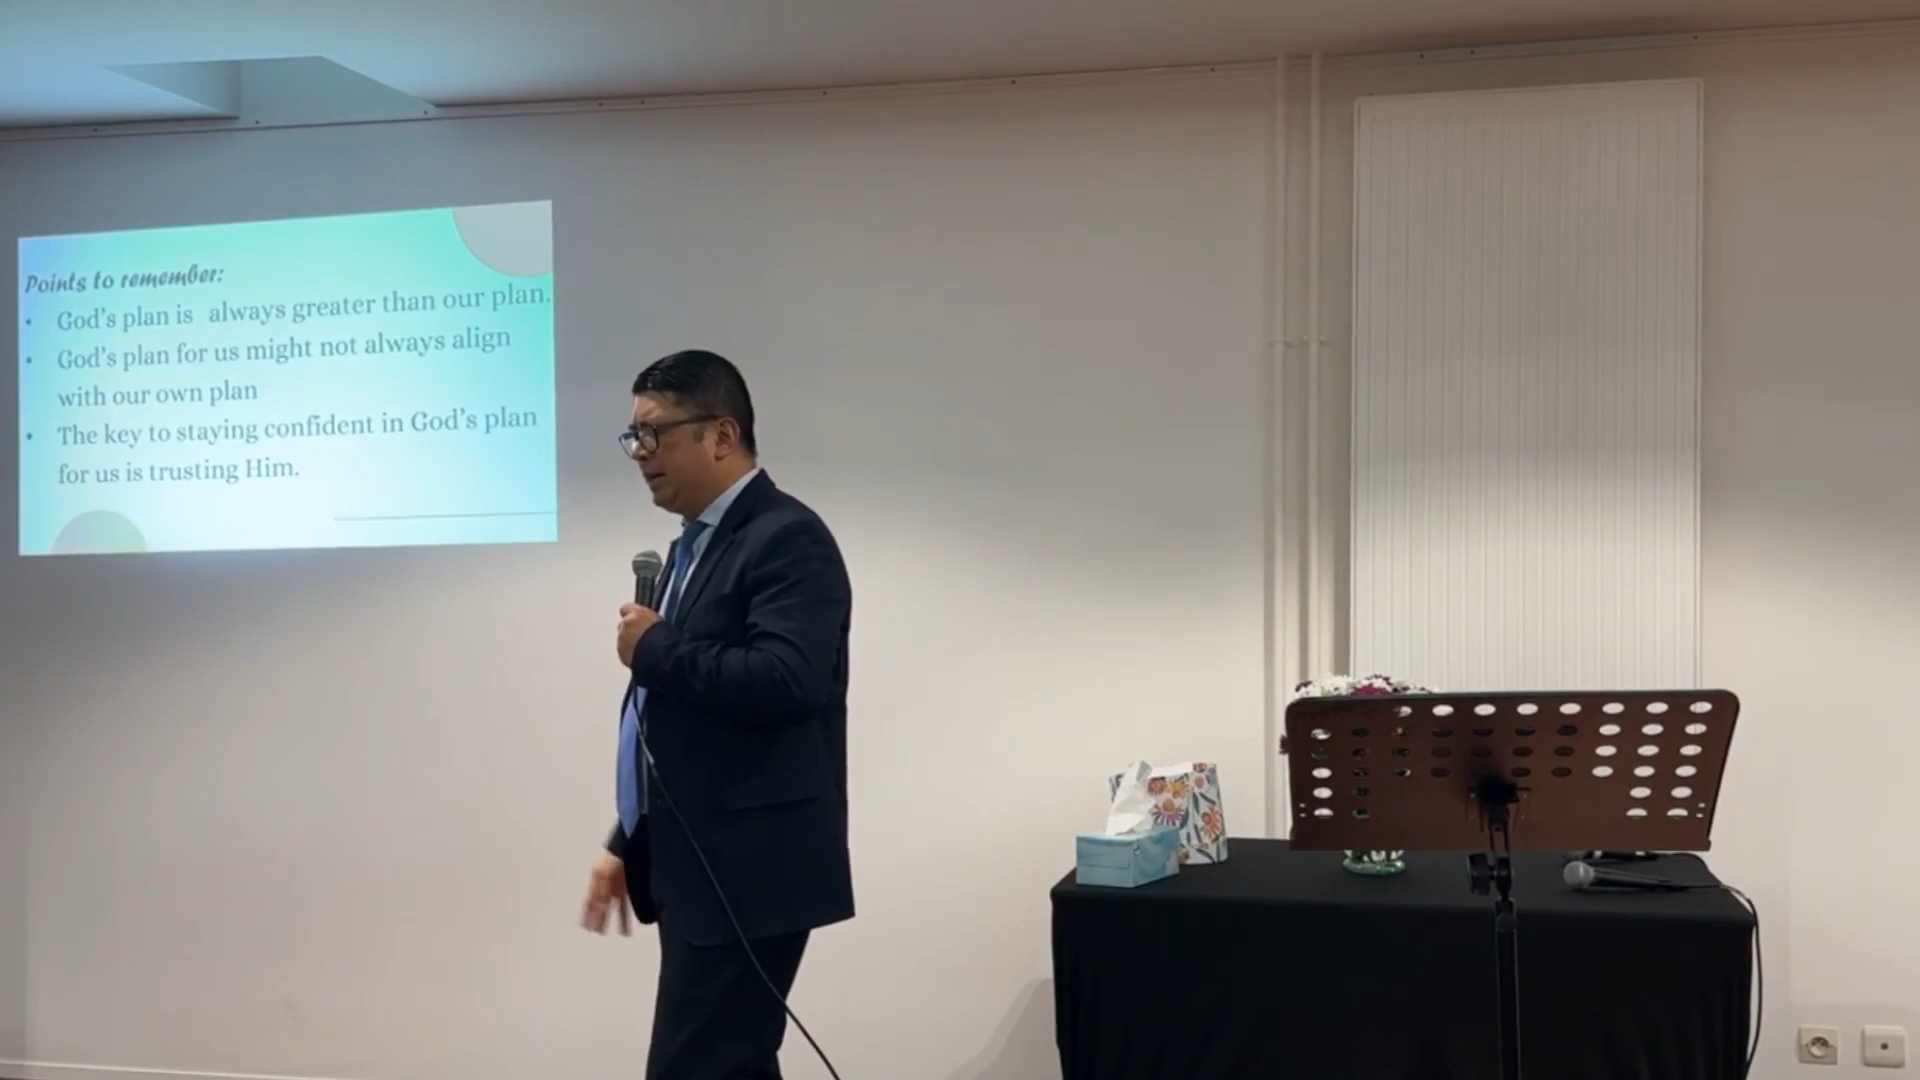 Points to remember:
• God's plan is always greater than our plan.
• God's plan for us might not always align
with our own plan
• The key to staying confident in God's plan
for us is trusting Him.